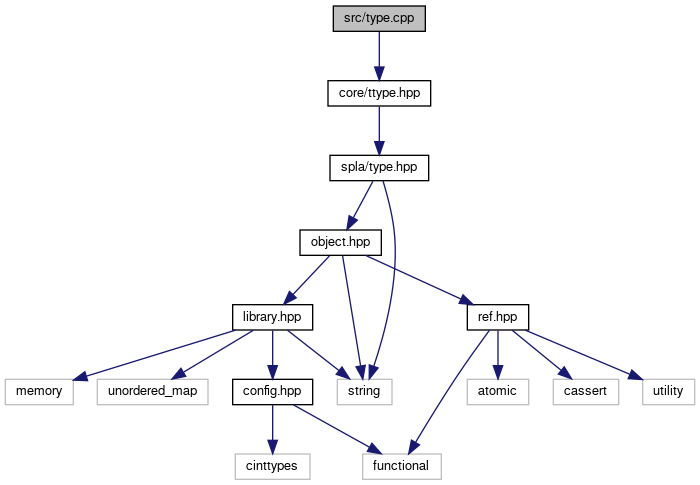 src/type.cpp
core/ttype.hpp
spla/type.hpp
object.hpp
library.hpp
ref.hpp
memory
unordered_map
config.hpp
string
atomic
cassert
utility
cinttypes
functional